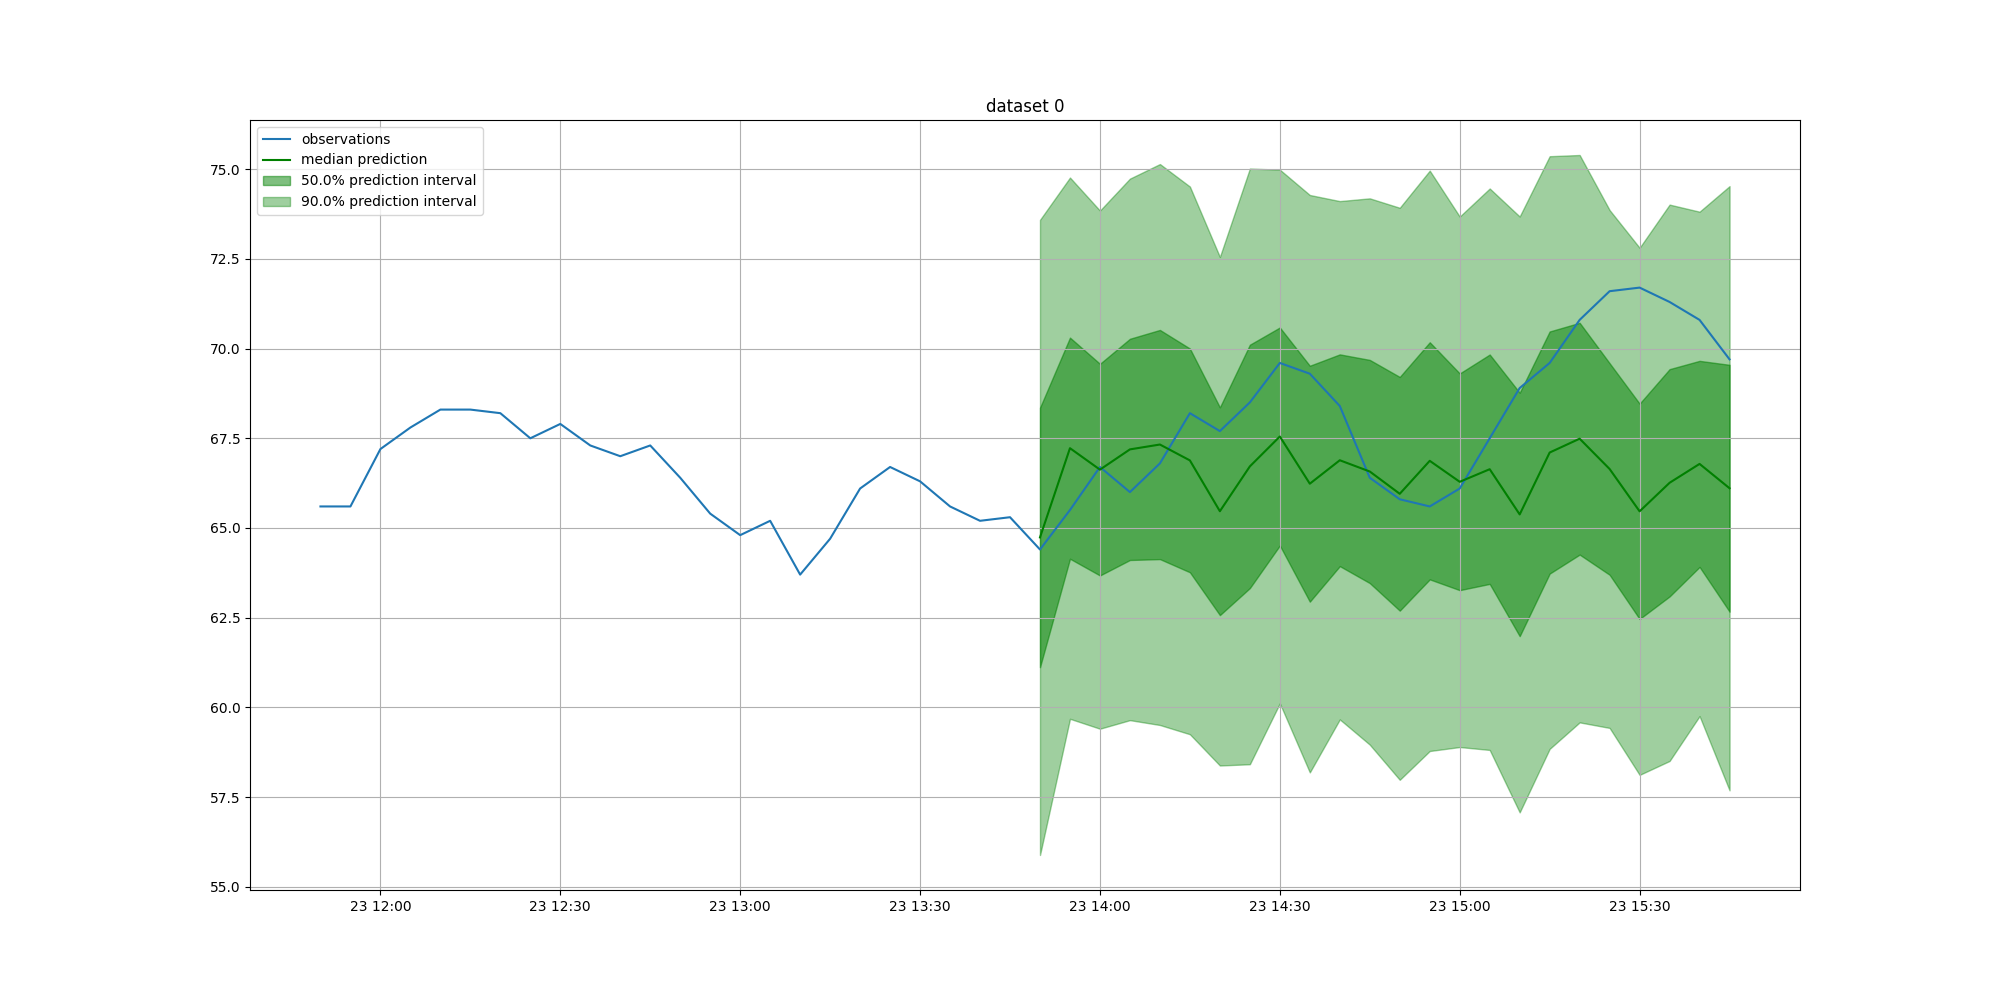 dataset 0
observations
median prediction
50.0% prediction interval
90.0% prediction interval
75.0
72.5
70.0
67.5
65.0
62.5
60.0
57.5
55.0
23 12:00 23 12:30 23 13:00 23 13:30 23 14:00 23 14:30 23 15:00 23 15:30